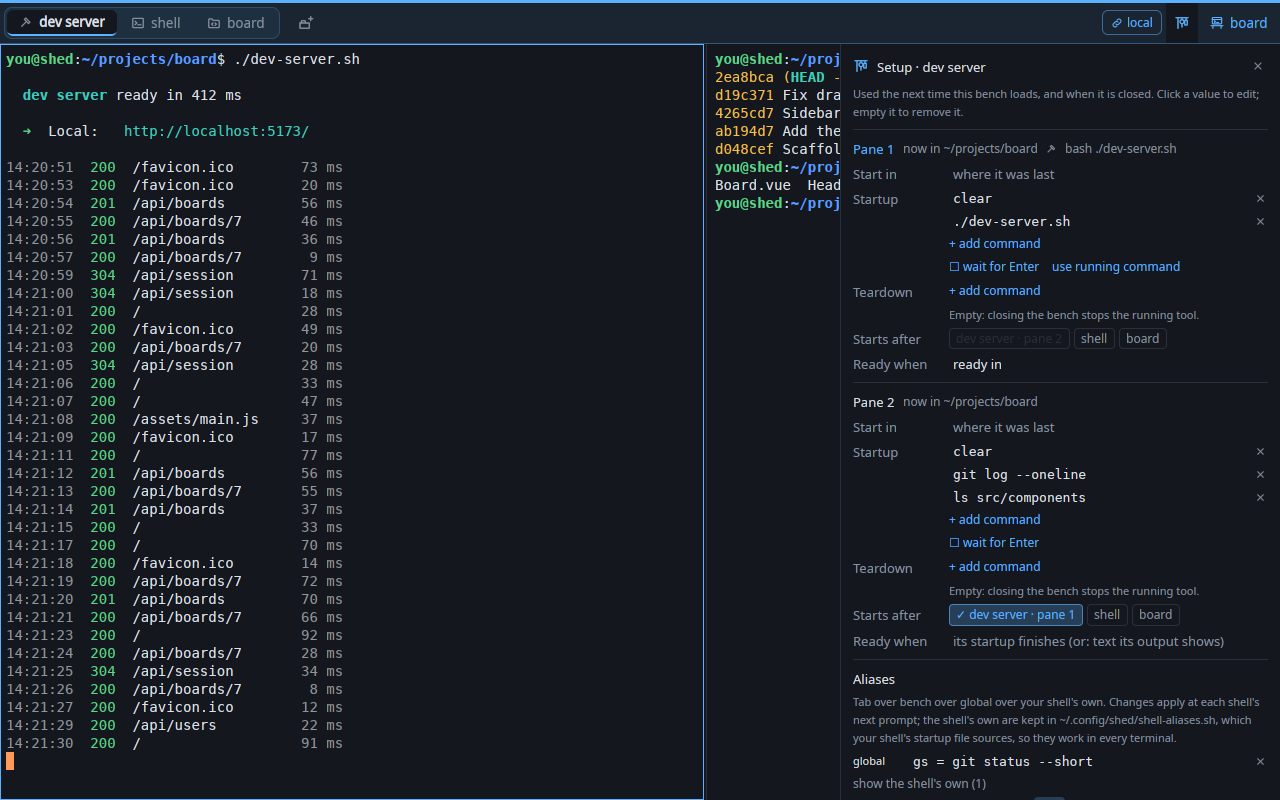 dev server
shell
board
local
board
you@shed:~/projects/board$ ./dev-server.sh
dev server ready in 412 ms
➜ Local: http://localhost:5173/
14:20:51 200 /favicon.ico 73 ms
14:20:53 200 /favicon.ico 20 ms
14:20:54 201 /api/boards 56 ms
14:20:55 200 /api/boards/7 46 ms
14:20:56 201 /api/boards 36 ms
14:20:57 200 /api/boards/7 9 ms
14:20:59 304 /api/session 71 ms
14:21:00 304 /api/session 18 ms
14:21:01 200 / 28 ms
14:21:02 200 /favicon.ico 49 ms
14:21:03 200 /api/boards/7 20 ms
14:21:05 304 /api/session 28 ms
14:21:06 200 / 33 ms
14:21:07 200 / 47 ms
14:21:08 200 /assets/main.js 37 ms
14:21:09 200 /favicon.ico 17 ms
14:21:11 200 / 77 ms
14:21:12 201 /api/boards 56 ms
14:21:13 200 /api/boards/7 55 ms
14:21:14 201 /api/boards 37 ms
14:21:15 200 / 33 ms
14:21:17 200 / 70 ms
14:21:18 200 /favicon.ico 14 ms
14:21:19 200 /api/boards/7 72 ms
14:21:20 201 /api/boards 70 ms
14:21:21 200 /api/boards/7 66 ms
14:21:23 200 / 92 ms
14:21:24 200 /api/boards/7 28 ms
14:21:25 304 /api/session 34 ms
14:21:26 200 /api/boards/7 8 ms
14:21:27 200 /favicon.ico 12 ms
14:21:29 200 /api/users 22 ms
14:21:30 200 / 91 ms
you@shed:~/proj
2ea8bca (HEAD -
d19c371 Fix dra
4265cd7 Sidebar
ab194d7 Add the
d048cef Scaffol
you@shed:~/proj
Board.vue Head
you@shed:~/proj
Setup · dev server ×
Used the next time this bench loads, and when it is closed. Click a value to edit;
empty it to remove it.
Pane 1 now in ~/projects/board bash ./dev-server.sh
Start in where it was last
Startup clear ×
./dev-server.sh ×
+ add command
☐ wait for Enter use running command
Teardown + add command
Empty: closing the bench stops the running tool.
Starts after dev server · pane 2 shell board
Ready when ready in
Pane 2 now in ~/projects/board
Start in where it was last
Startup clear ×
git log --oneline ×
ls src/components ×
+ add command
☐ wait for Enter
Teardown + add command
Empty: closing the bench stops the running tool.
Starts after ✓ dev server · pane 1 shell board
Ready when its startup finishes (or: text its output shows)
Aliases
Tab over bench over global over your shell's own. Changes apply at each shell's
next prompt; the shell's own are kept in ~/.config/shed/shell-aliases.sh, which
your shell's startup file sources, so they work in every terminal.
global gs = git status --short ×
show the shell's own (1)